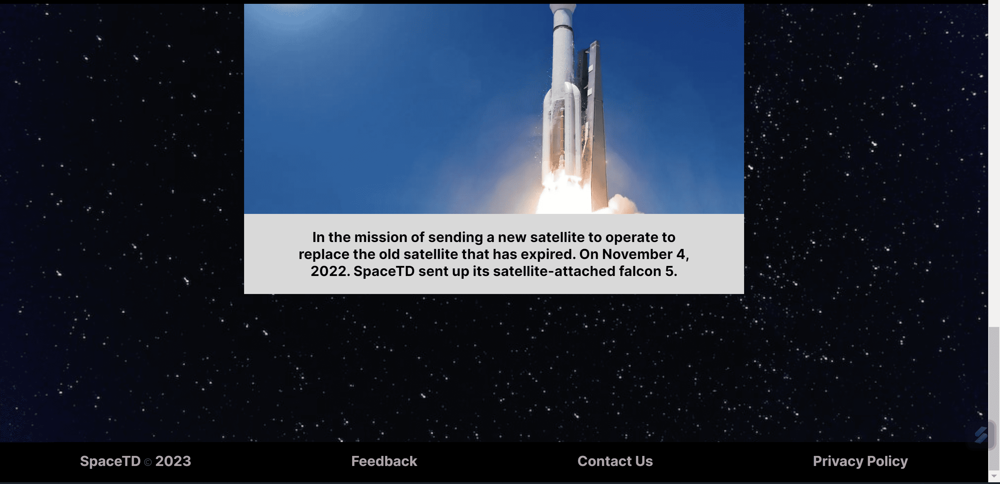 In the mission of sending a new satellite to operate to
replace the old satellite that has expired. On November 4,
2022. SpaceTD sent up its satellite-attached falcon 5.
SpaceTD © 2023 Feedback Contact Us Privacy Policy